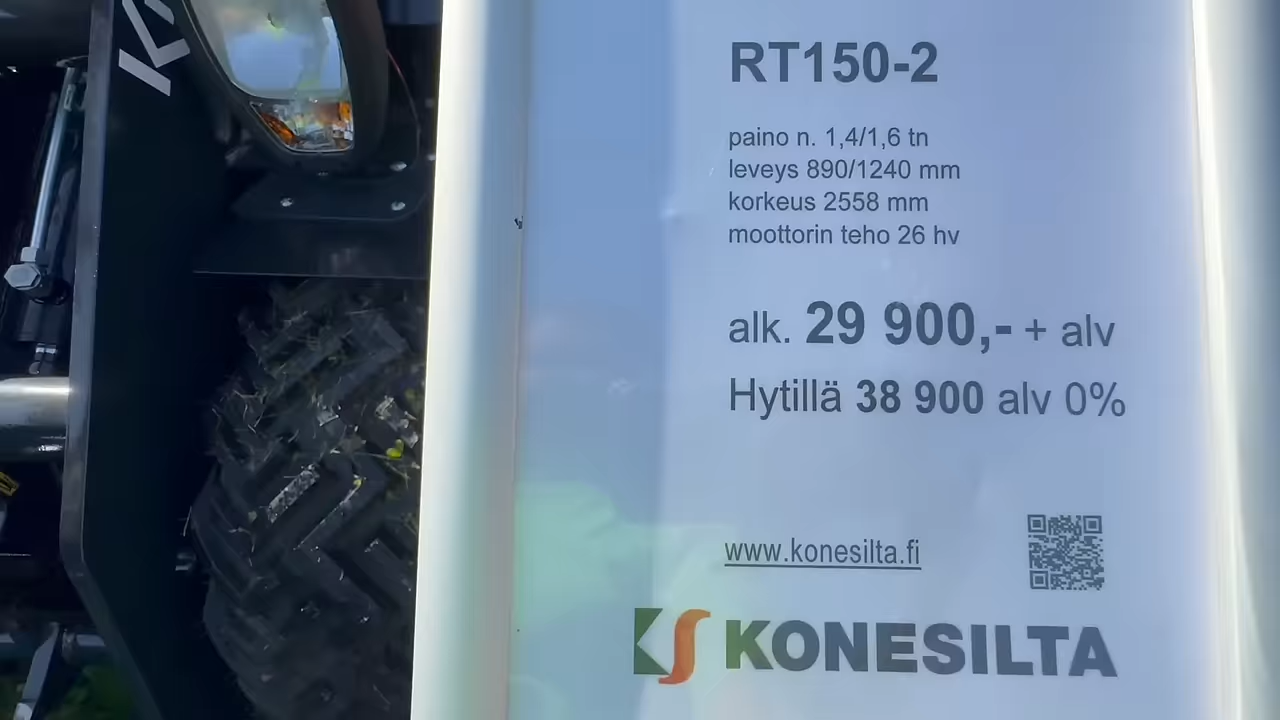 RT150-2
paino n. 1,4/1,6 tn
leveys 890/1240 mm
korkeus 2558 mm
moottorin teho 26 hv
alk. 29 900,- + alv
Hytillä 38 900 alv 0%
www.konesilta.fi
KS KONESILTA